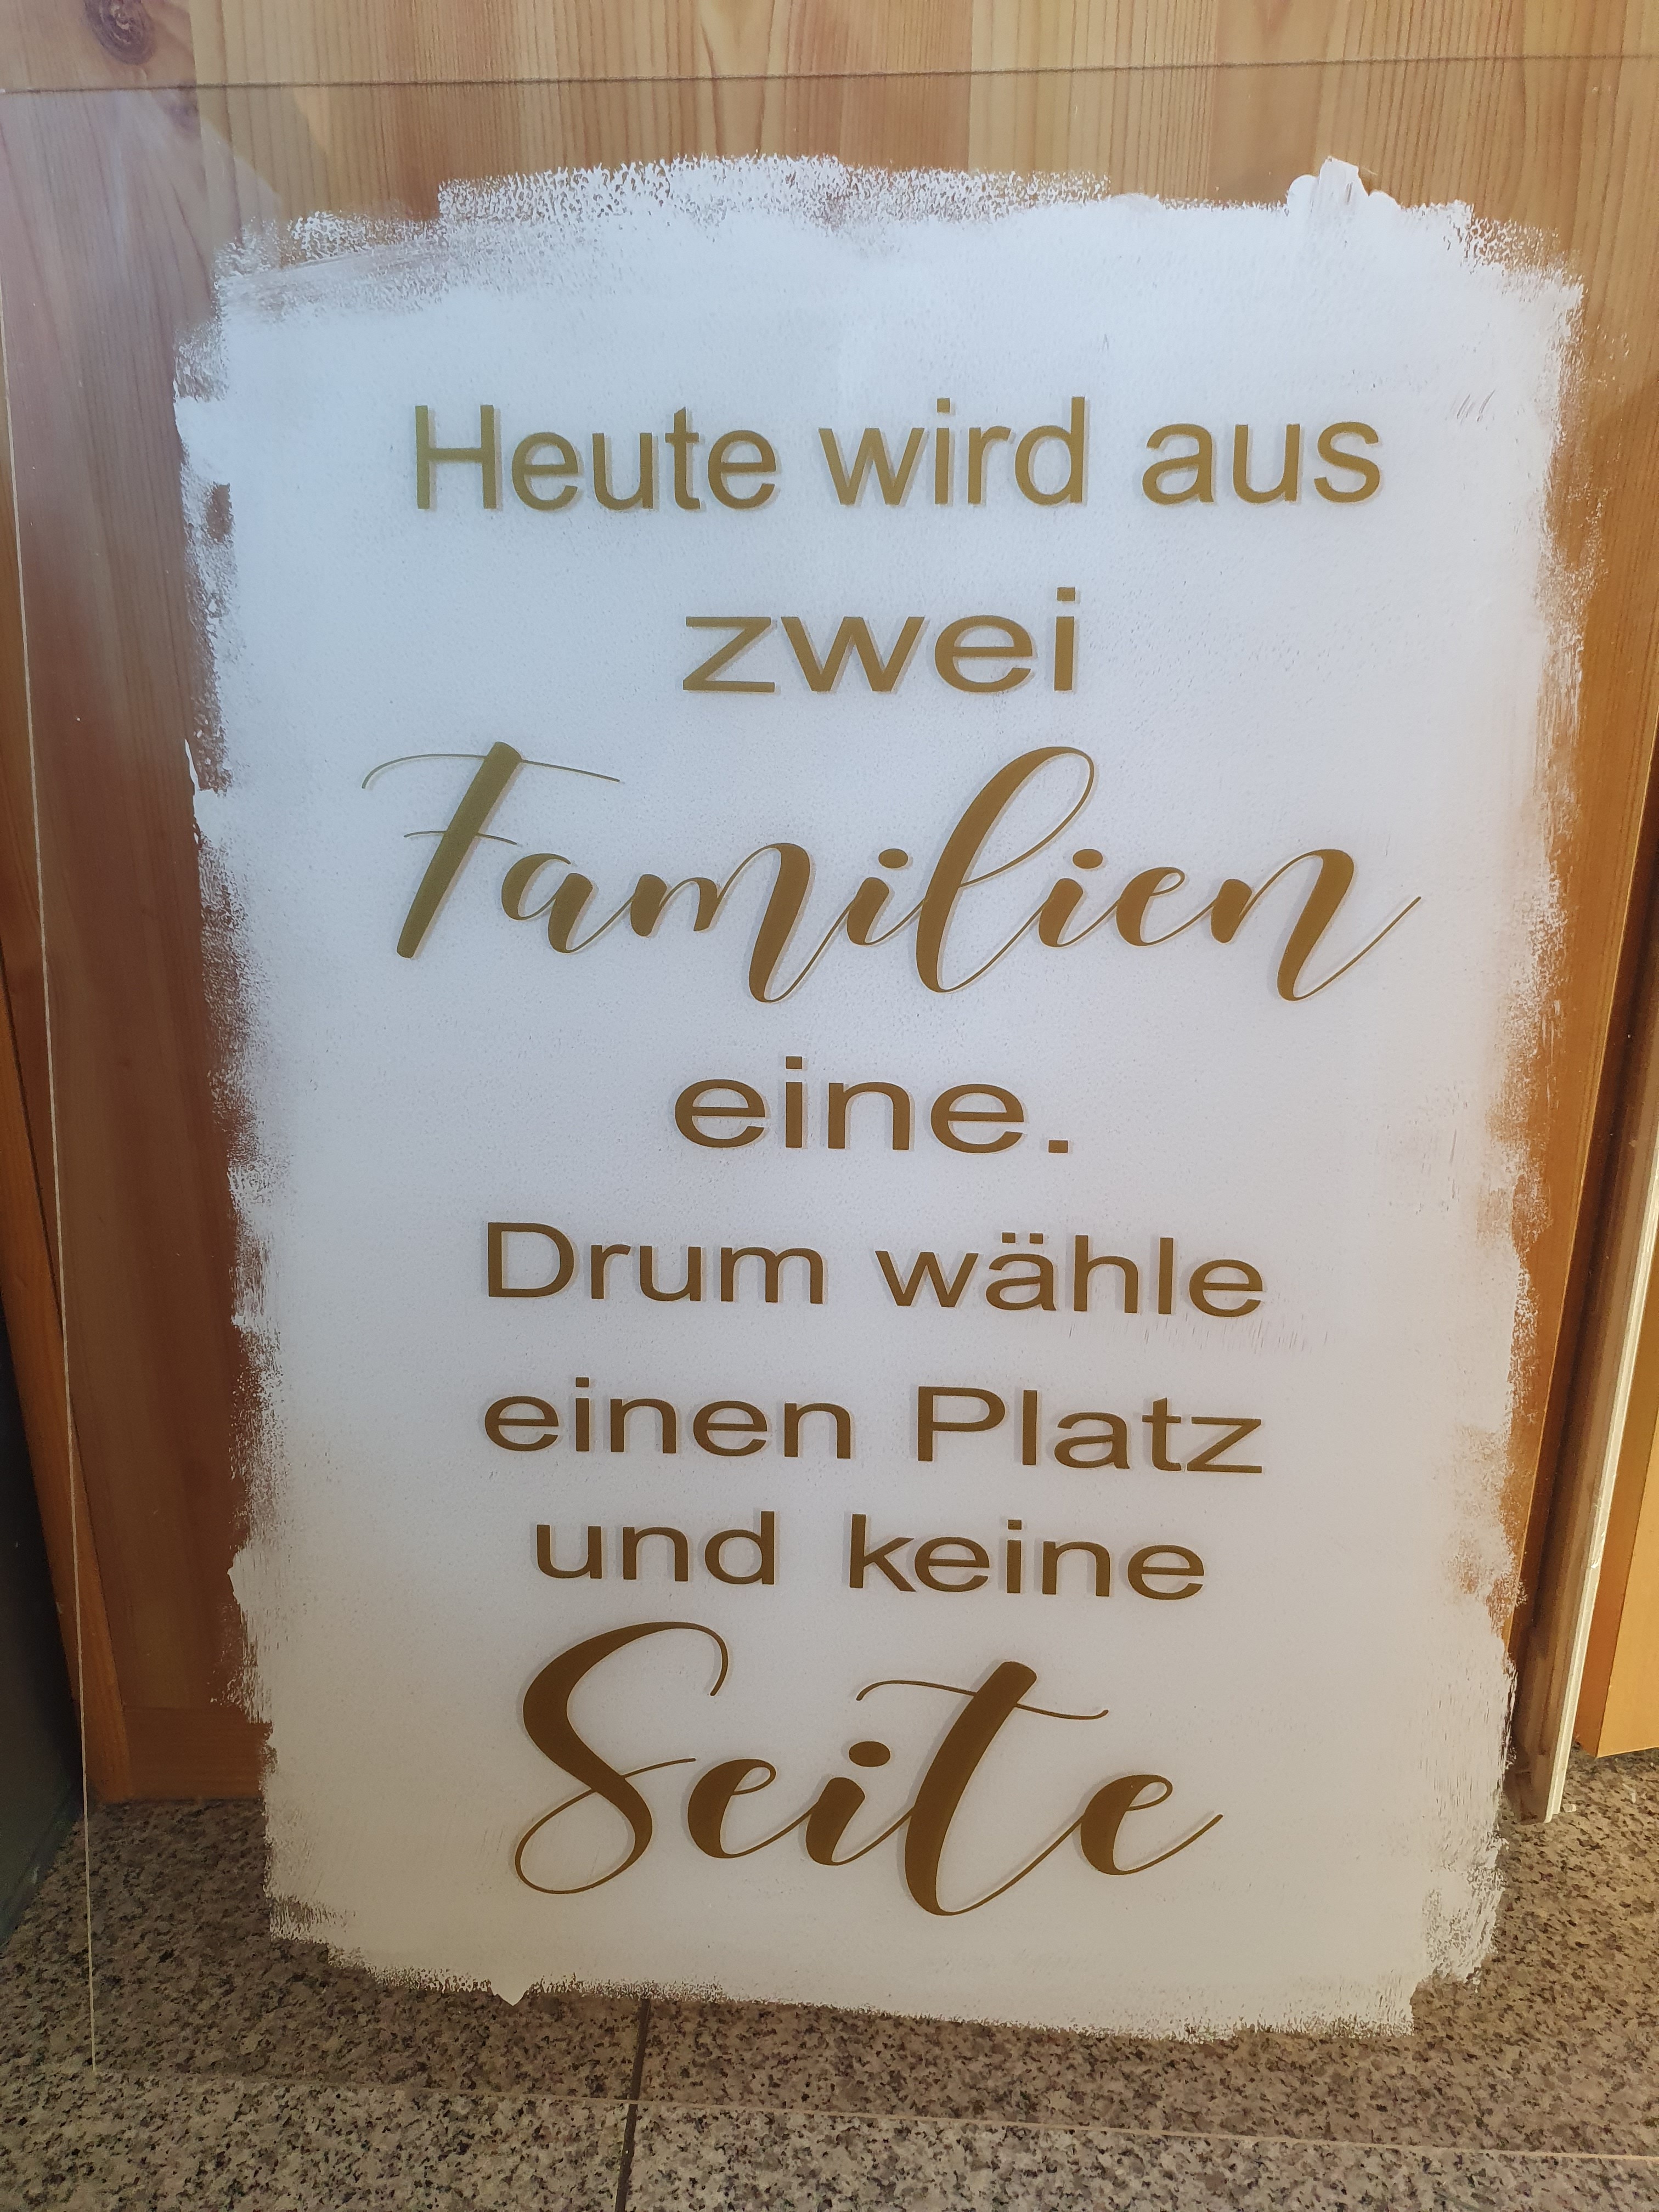 Heute wird aus
zwei
Familien
eine.
Drum wähle
einen Platz
und keine
Seite